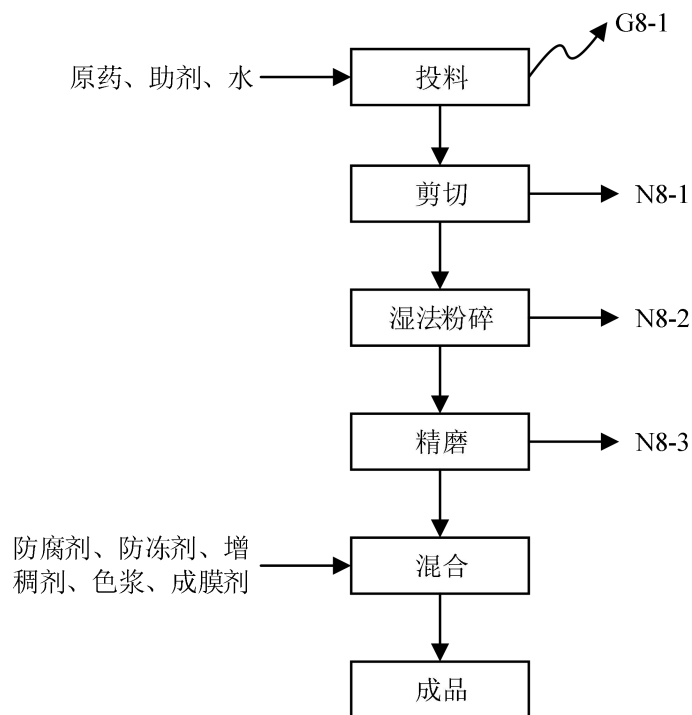 G8-1
原药、助剂、水
投料
剪切
N8-1
湿法粉碎
N8-2
精磨
N8-3
防腐剂、防冻剂、增
稠剂、色浆、成膜剂
混合
成品